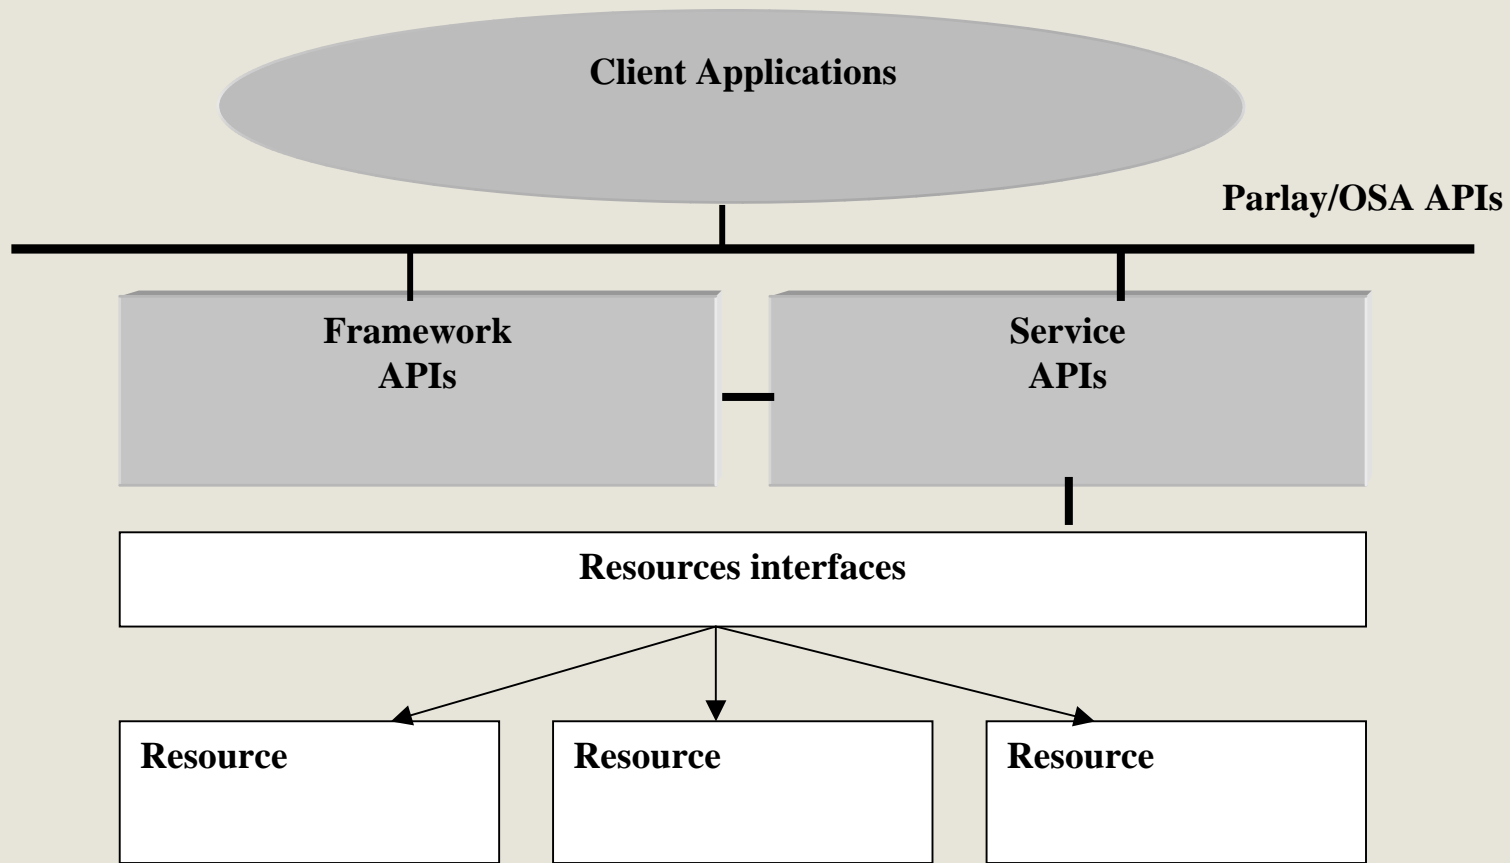 Client Applications
Parlay/OSA APIs
Framework
APIs
Service
APIs
Resources interfaces
Resource
Resource
Resource